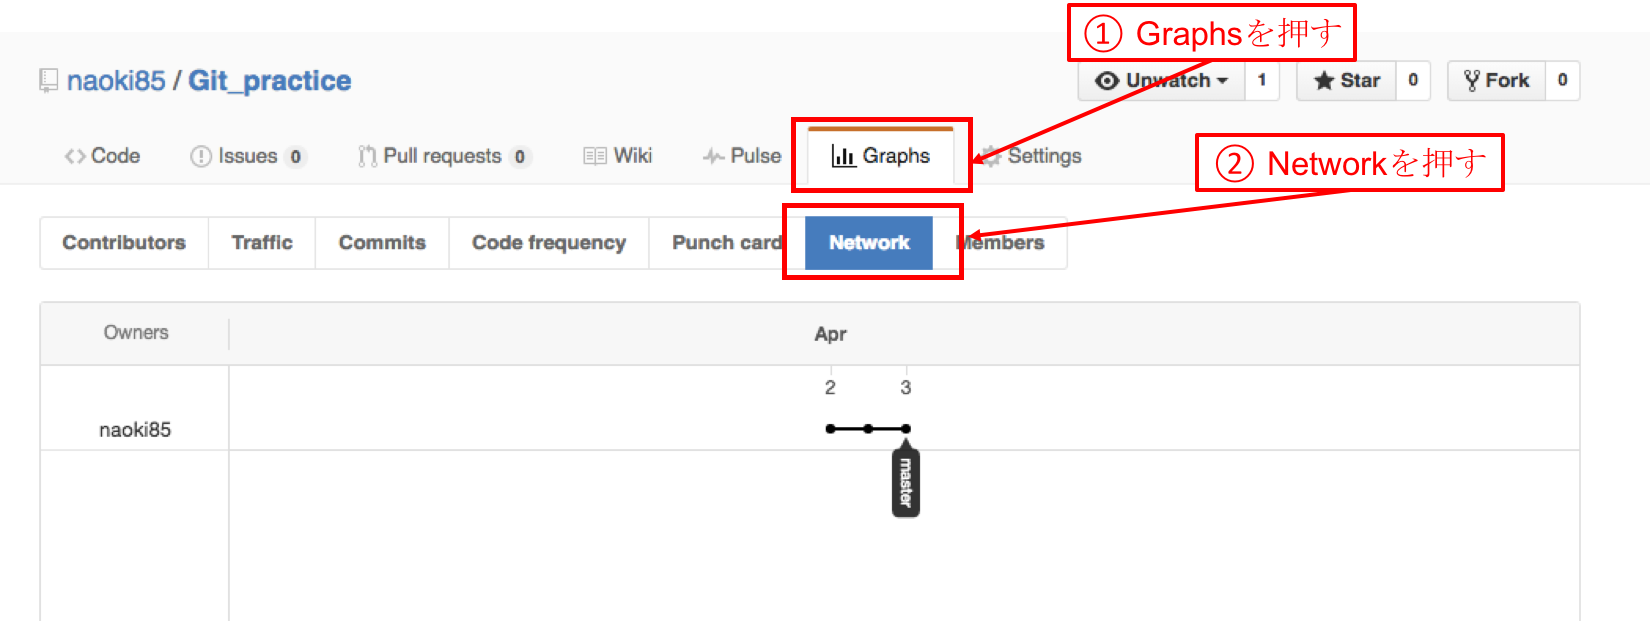 ① Graphsを押す
naoki85 / Git_practice
Unwatch 1 Star 0 Fork 0
Code Issues 0 Pull requests 0 Wiki Pulse Graphs Settings
② Networkを押す
Contributors Traffic Commits Code frequency Punch card Network Members
Owners Apr
2 3
naoki85
master